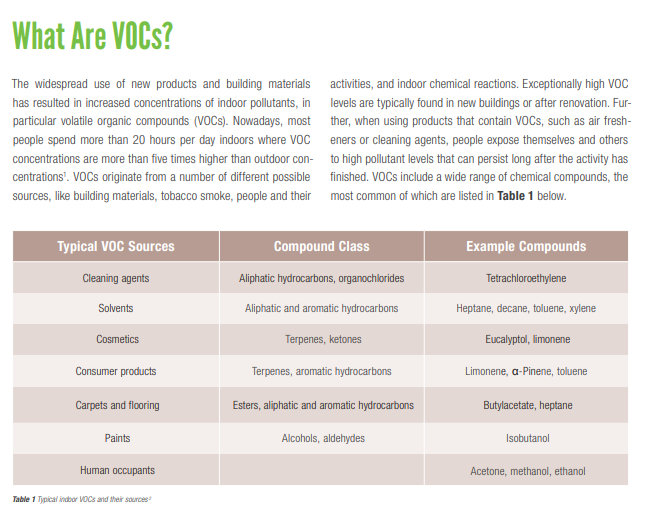 What Are VOCs?
The widespread use of new products and building materials
has resulted in increased concentrations of indoor pollutants, in
particular volatile organic compounds (VOCs). Nowadays, most
people spend more than 20 hours per day indoors where VOC
concentrations are more than five times higher than outdoor con-
centrations¹. VOCs originate from a number of different possible
sources, like building materials, tobacco smoke, people and their
activities, and indoor chemical reactions. Exceptionally high VOC
levels are typically found in new buildings or after renovation. Fur-
ther, when using products that contain VOCs, such as air fresh-
eners or cleaning agents, people expose themselves and others
to high pollutant levels that can persist long after the activity has
finished. VOCs include a wide range of chemical compounds, the
most common of which are listed in Table 1 below.
Typical VOC Sources Compound Class Example Compounds
Cleaning agents Aliphatic hydrocarbons, organochlorides Tetrachloroethylene
Solvents Aliphatic and aromatic hydrocarbons Heptane, decane, toluene, xylene
Cosmetics Terpenes, ketones Eucalyptol, limonene
Consumer products Terpenes, aromatic hydrocarbons Limonene, α-Pinene, toluene
Carpets and flooring Esters, aliphatic and aromatic hydrocarbons Butylacetate, heptane
Paints Alcohols, aldehydes Isobutanol
Human occupants Acetone, methanol, ethanol
Table 1 Typical indoor VOCs and their sources²